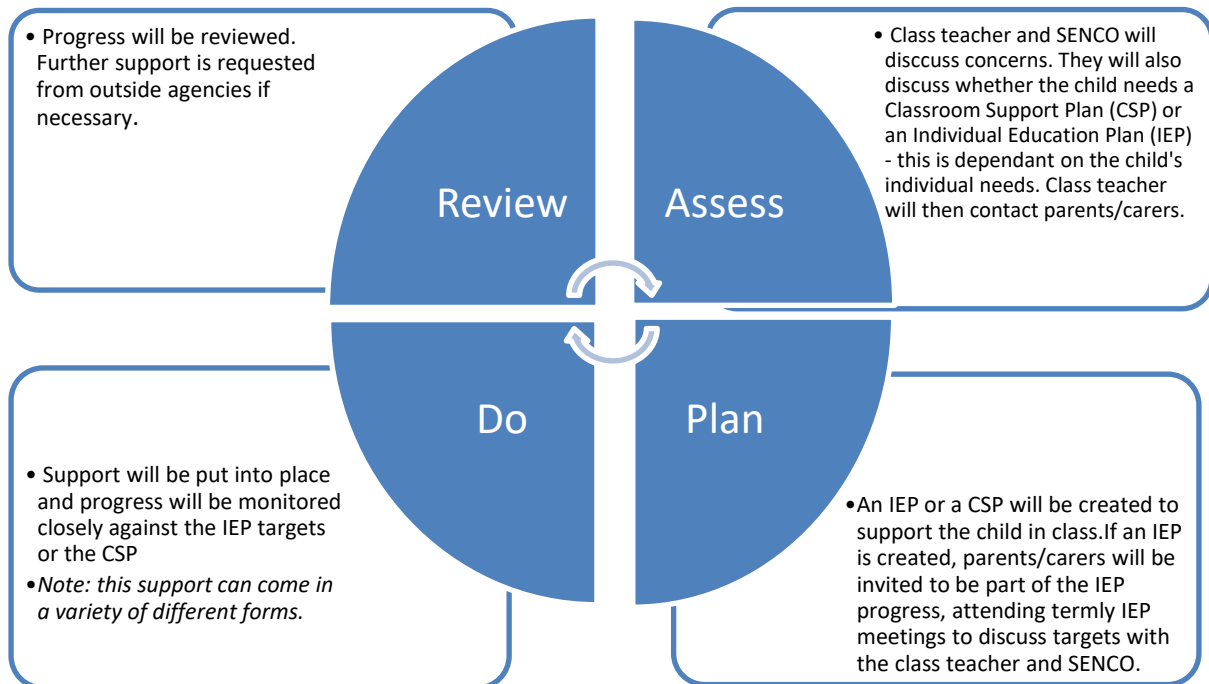 • Progress will be reviewed.
Further support is requested
from outside agencies if
necessary.
Review
Assess
• Class teacher and SENCO will
disccuss concerns. They will also
discuss whether the child needs a
Classroom Support Plan (CSP) or
an Individual Education Plan (IEP)
- this is dependant on the child's
individual needs. Class teacher
will then contact parents/carers.
Do
Plan
• Support will be put into place
and progress will be monitored
closely against the IEP targets
or the CSP
•Note: this support can come in
a variety of different forms.
•An IEP or a CSP will be created to
support the child in class.If an IEP
is created, parents/carers will be
invited to be part of the IEP
progress, attending termly IEP
meetings to discuss targets with
the class teacher and SENCO.